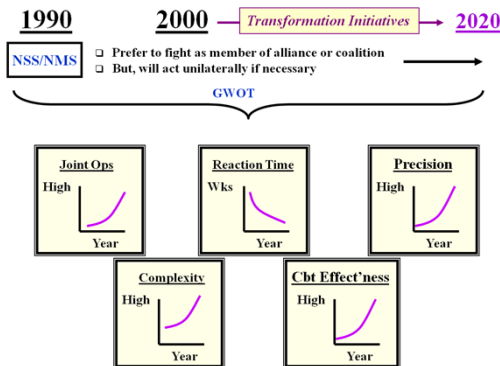 1990 2000 Transformation Initiatives 2020
NSS/NMS
❑ Prefer to fight as member of alliance or coalition
❑ But, will act unilaterally if necessary
GWOT
Joint Ops
High
Year
Reaction Time
Wks
Year
Precision
High
Year
Complexity
High
Year
Cbt Effect'ness
High
Year